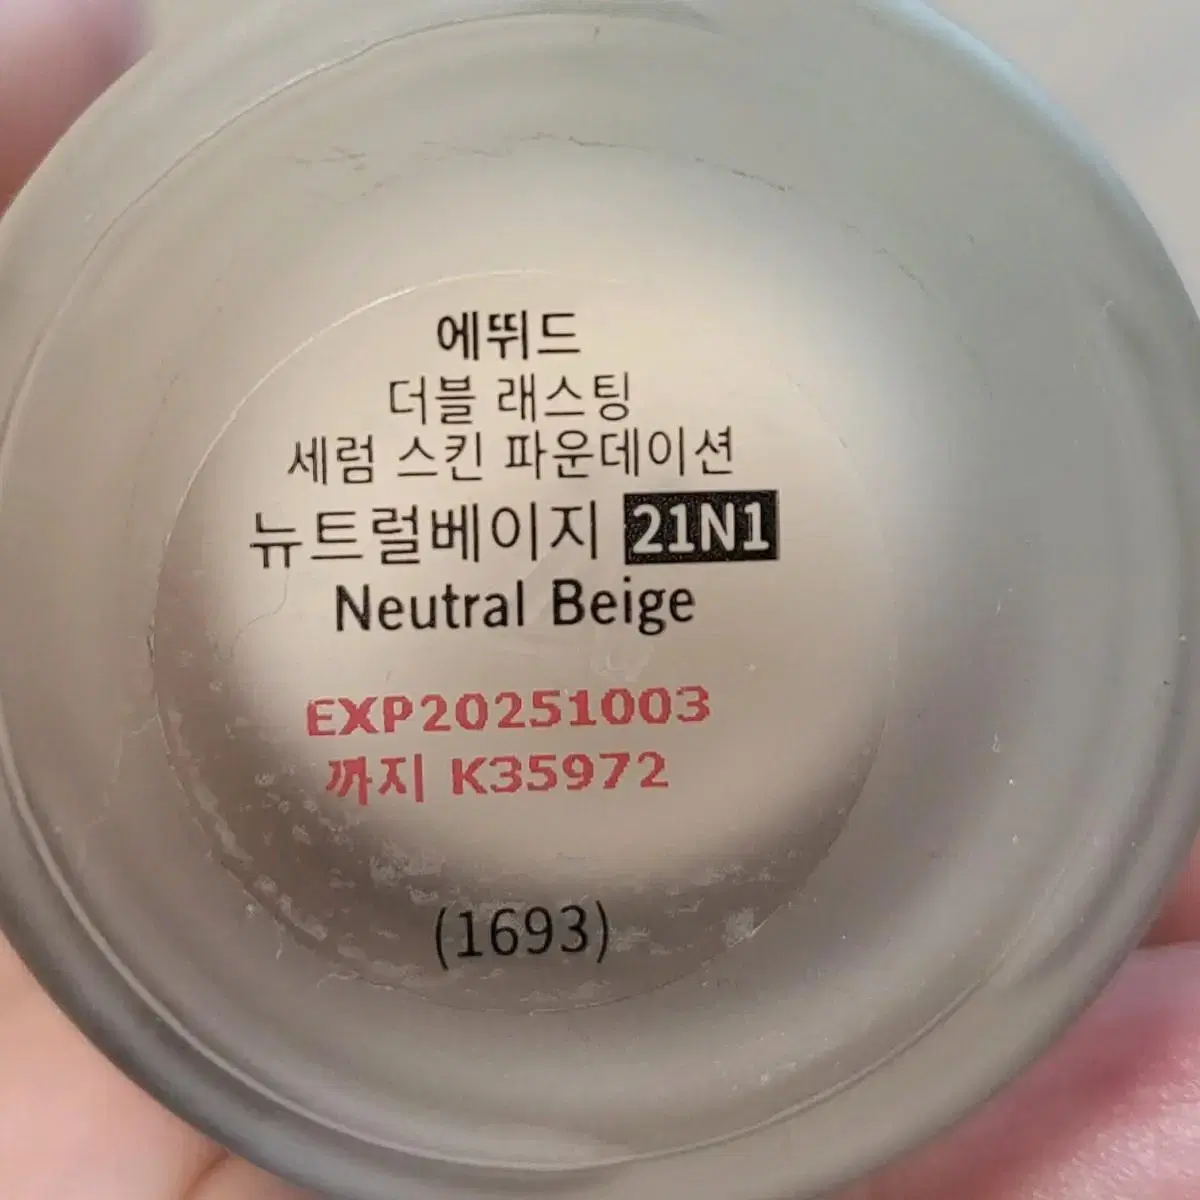 에뛰드
더블 래스팅
세럼 스킨 파운데이션
뉴트럴베이지 21N1
Neutral Beige
EXP20251003
까지 K35972
(1693)